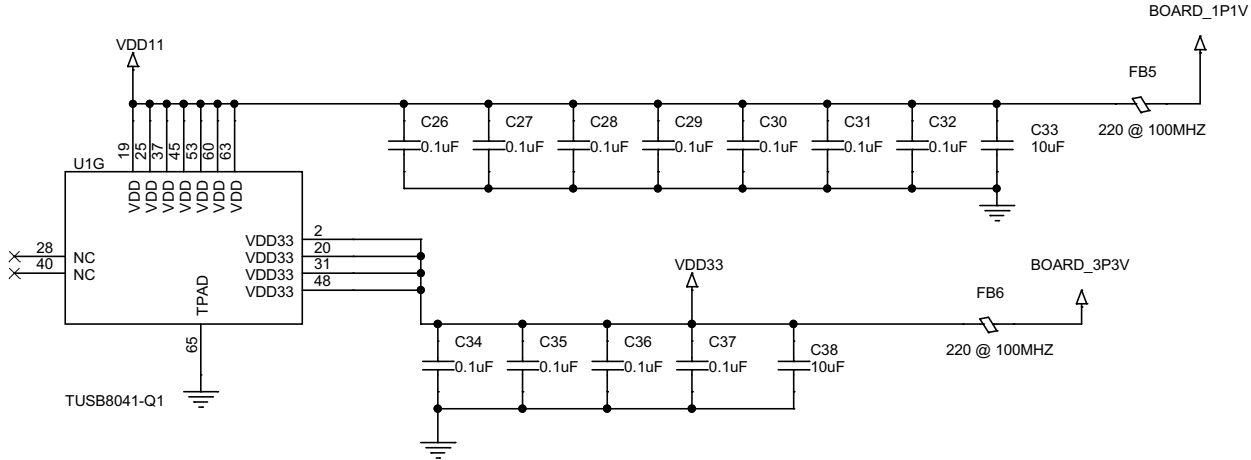 BOARD_1P1V
VDD11
FB5
220 @ 100MHZ
C26
0.1uF
C27
0.1uF
C28
0.1uF
C29
0.1uF
C30
0.1uF
C31
0.1uF
C32
0.1uF
C33
10uF
19
25
37
45
53
60
63
U1G
VDD
VDD
VDD
VDD
VDD
VDD
VDD
28
NC
40
NC
VDD33
2
VDD33
20
VDD33
31
VDD33
48
TPAD
65
TUSB8041-Q1
VDD33
BOARD_3P3V
FB6
220 @ 100MHZ
C34
0.1uF
C35
0.1uF
C36
0.1uF
C37
0.1uF
C38
10uF